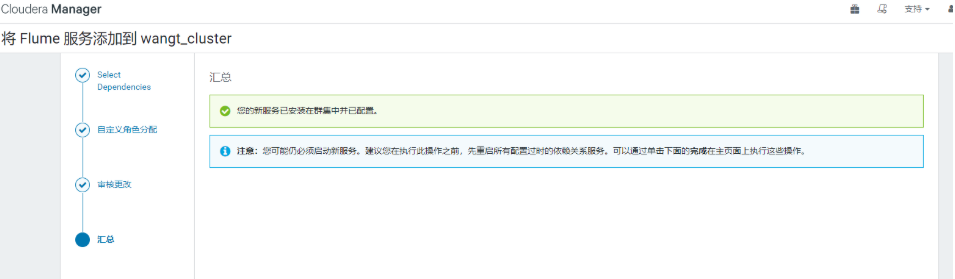 Cloudera Manager
支持
将 Flume 服务添加到 wangt_cluster
Select
Dependencies
自定义角色分配
审核更改
汇总
汇总
您的新服务已安装在群集中并已配置。
注意：您可能仍必须启动新服务。建议您在执行此操作之前，先重启所有配置过时的依赖关系服务。可以通过单击下面的完成在主页面上执行这些操作。